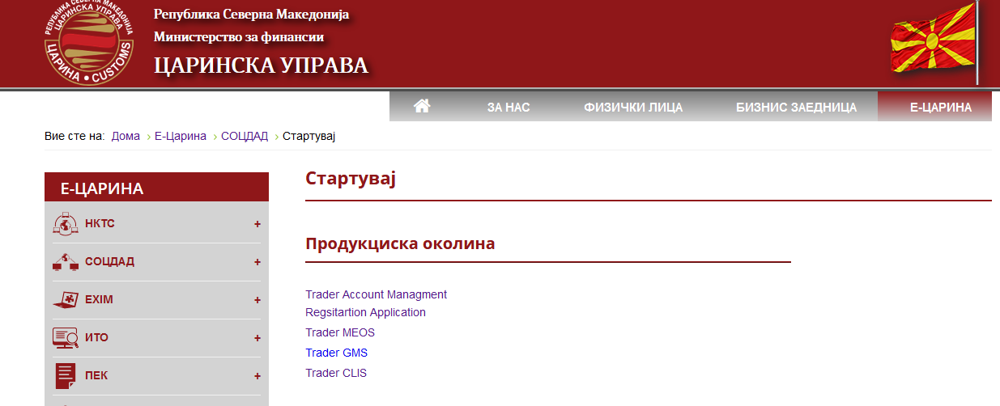 РЕПУБЛИКА СЕВЕРНА МАКЕДОНИЈА
ЦАРИНСКА УПРАВА
ЦАРИНА • CUSTOMS
Република Северна Македонија
Министерство за финансии
ЦАРИНСКА УПРАВА
ЗА НАС ФИЗИЧКИ ЛИЦА БИЗНИС ЗАЕДНИЦА Е-ЦАРИНА
Вие сте на: Дома › Е-Царина › СОЦДАД › Стартувај
Е-ЦАРИНА
НКТС +
СОЦДАД +
EXIM +
ИТО +
ПЕК +
Стартувај
Продукциска околина
Trader Account Managment
Regsitartion Application
Trader MEOS
Trader GMS
Trader CLIS